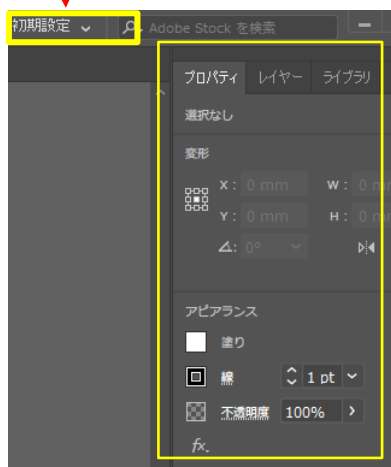 初期設定
Adobe Stock を検索
プロパティ レイヤー ライブラリ
選択なし
変形
X: 0 mm W: 0 m
Y: 0 mm H: 0 m
⊿: 0°
アピアランス
塗り
線 1 pt
不透明度 100%
fx.